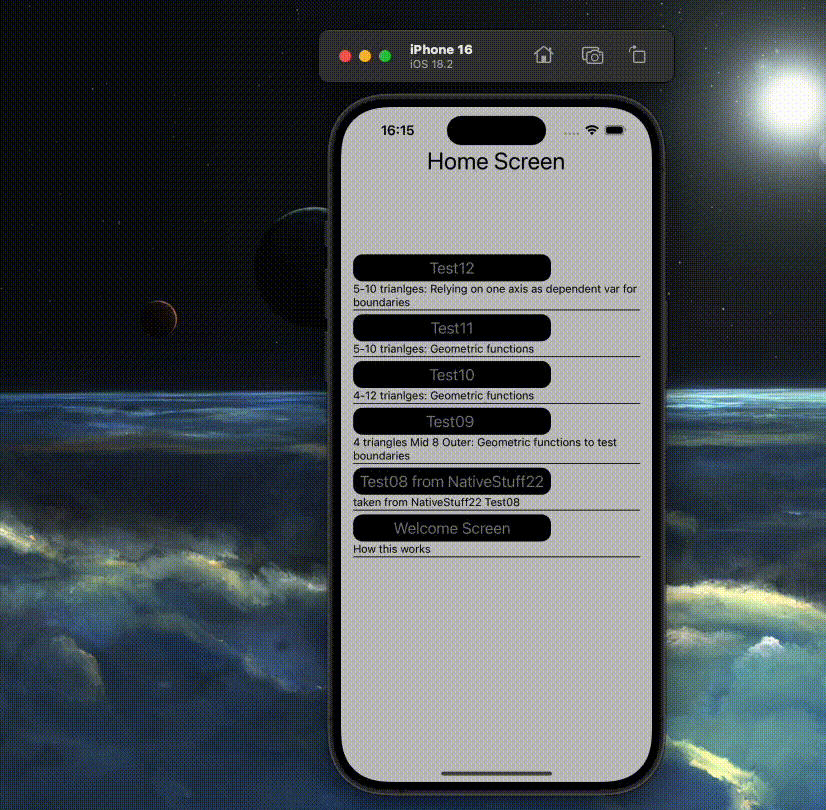 iPhone 16
iOS 18.2
16:15
Home Screen
Test12
5-10 trianlges: Relying on one axis as dependent var for
boundaries
Test11
5-10 trianlges: Geometric functions
Test10
4-12 trianlges: Geometric functions
Test09
4 triangles Mid 8 Outer: Geometric functions to test
boundaries
Test08 from NativeStuff22
taken from NativeStuff22 Test08
Welcome Screen
How this works